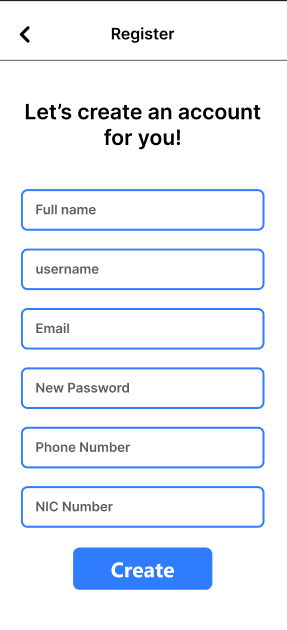 Register
Let's create an account
for you!
Full name
username
Email
New Password
Phone Number
NIC Number
Create